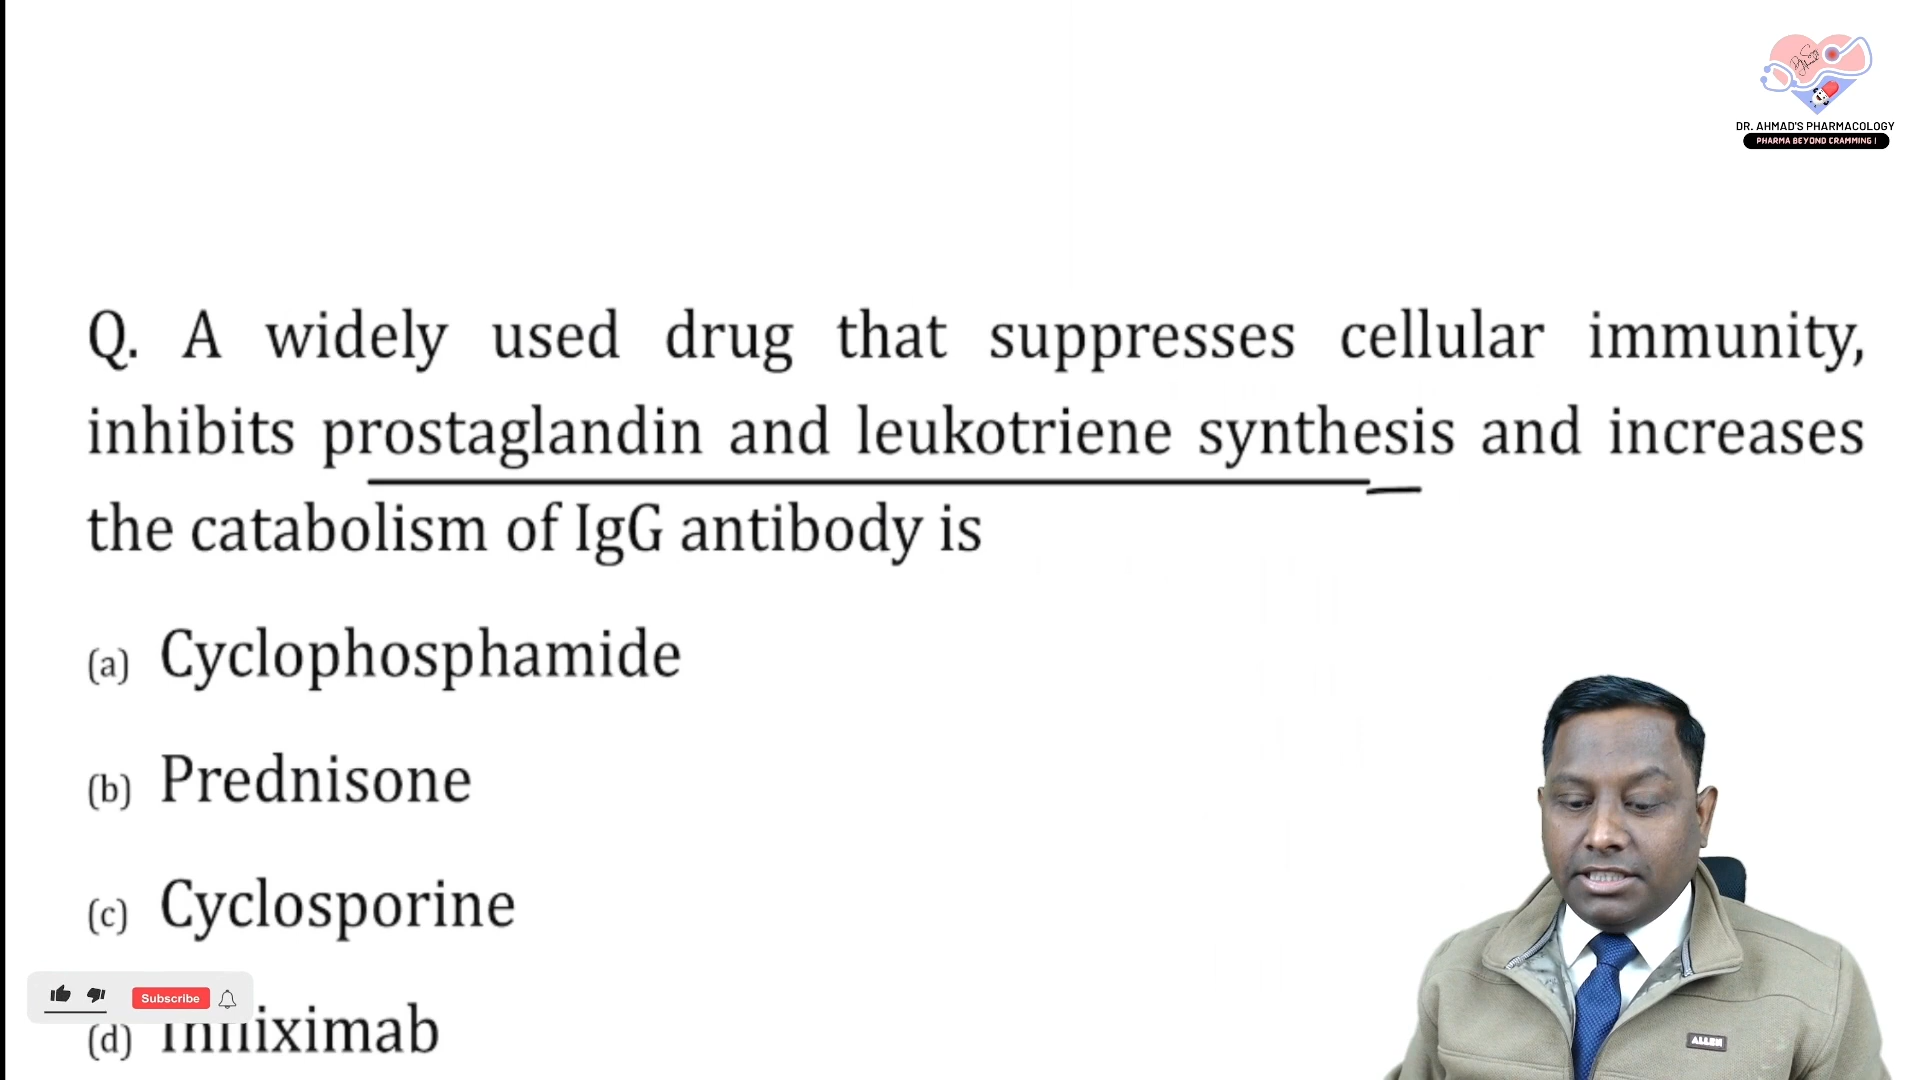 DR. AHMAD'S PHARMACOLOGY
PHARMA BEYOND CRAMMING !
Q. A widely used drug that suppresses cellular immunity,
inhibits prostaglandin and leukotriene synthesis and increases
the catabolism of IgG antibody is
(a) Cyclophosphamide
(b) Prednisone
(c) Cyclosporine
Subscribe
(d) Infliximab
ALLEN